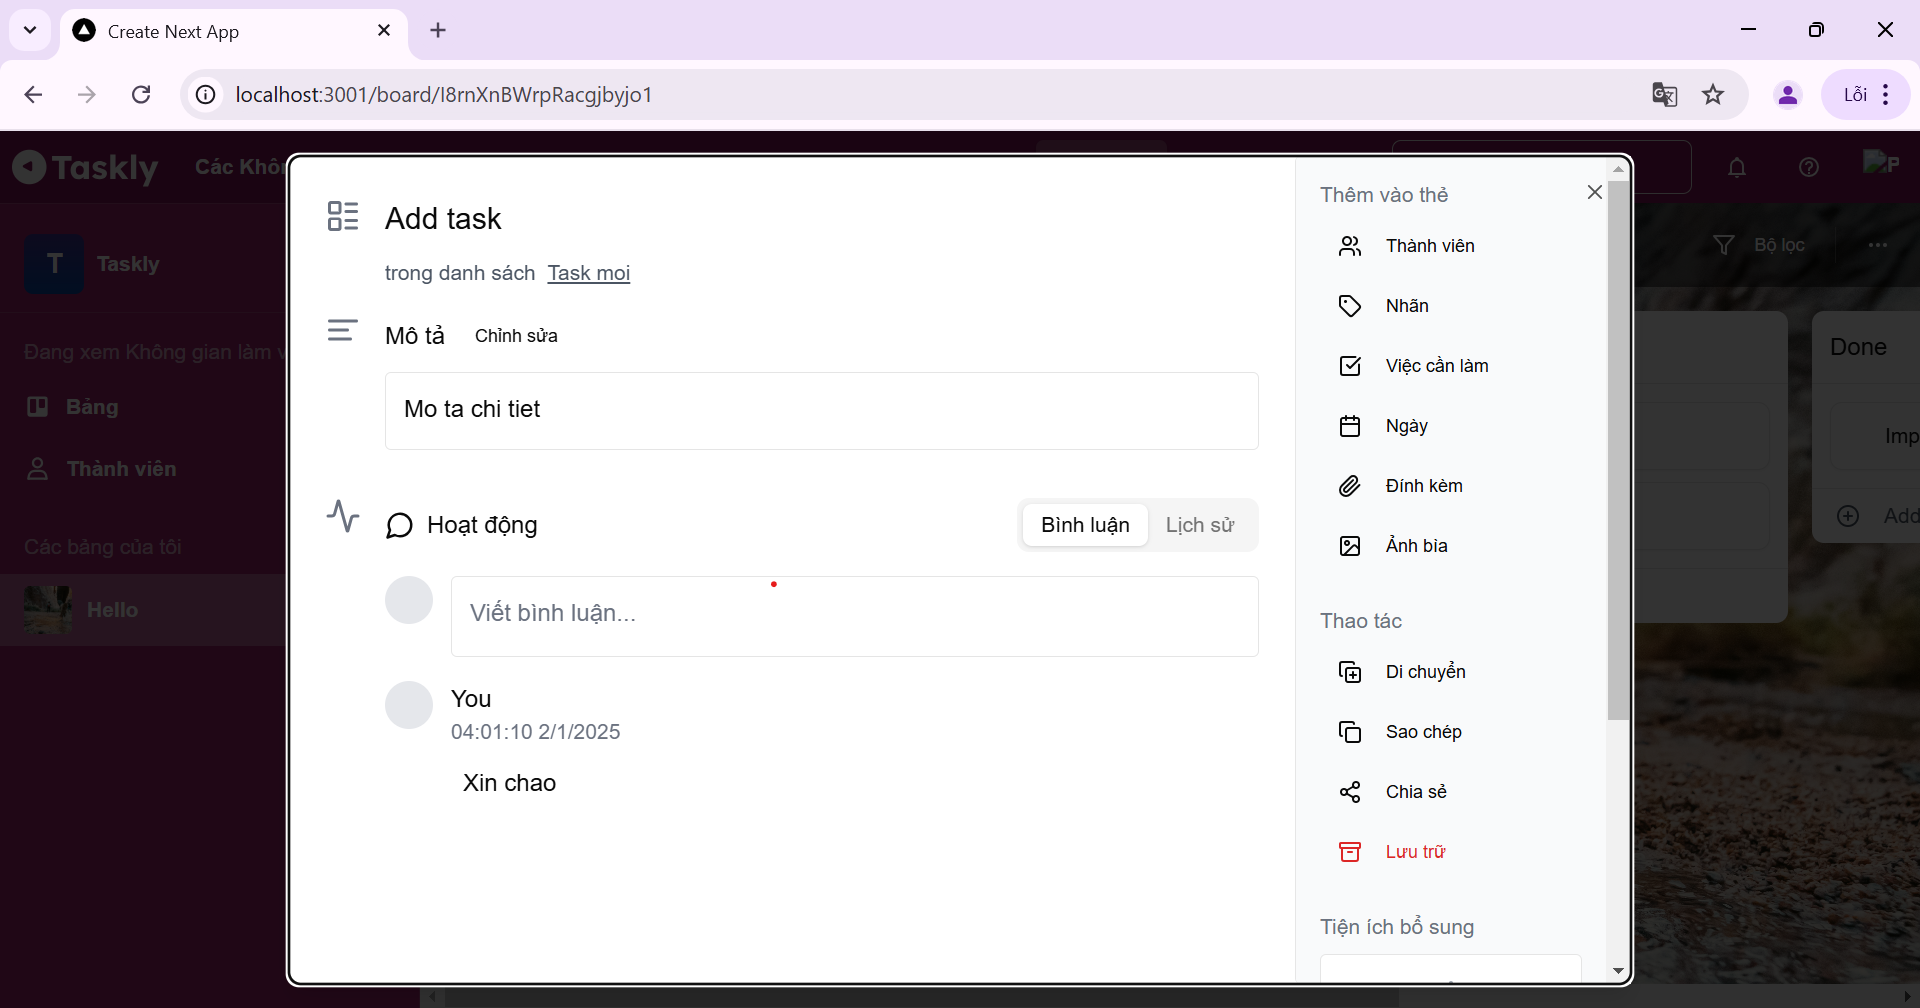 Create Next App
localhost:3001/board/I8rnXnBWrpRacgjbyjo1
Lỗi
Taskly
Các Khôn
T
Taskly
Đang xem Không gian làm v
Bảng
Thành viên
Các bảng của tôi
Hello
Add task
trong danh sách Task moi
Mô tả Chỉnh sửa
Mo ta chi tiet
Hoạt động
Bình luận Lịch sử
Viết bình luận...
You
04:01:10 2/1/2025
Xin chao
Thêm vào thẻ
Thành viên
Nhãn
Việc cần làm
Ngày
Đính kèm
Ảnh bìa
Thao tác
Di chuyển
Sao chép
Chia sẻ
Lưu trữ
Tiện ích bổ sung
P
Bộ lọc
Done
Imp
Add